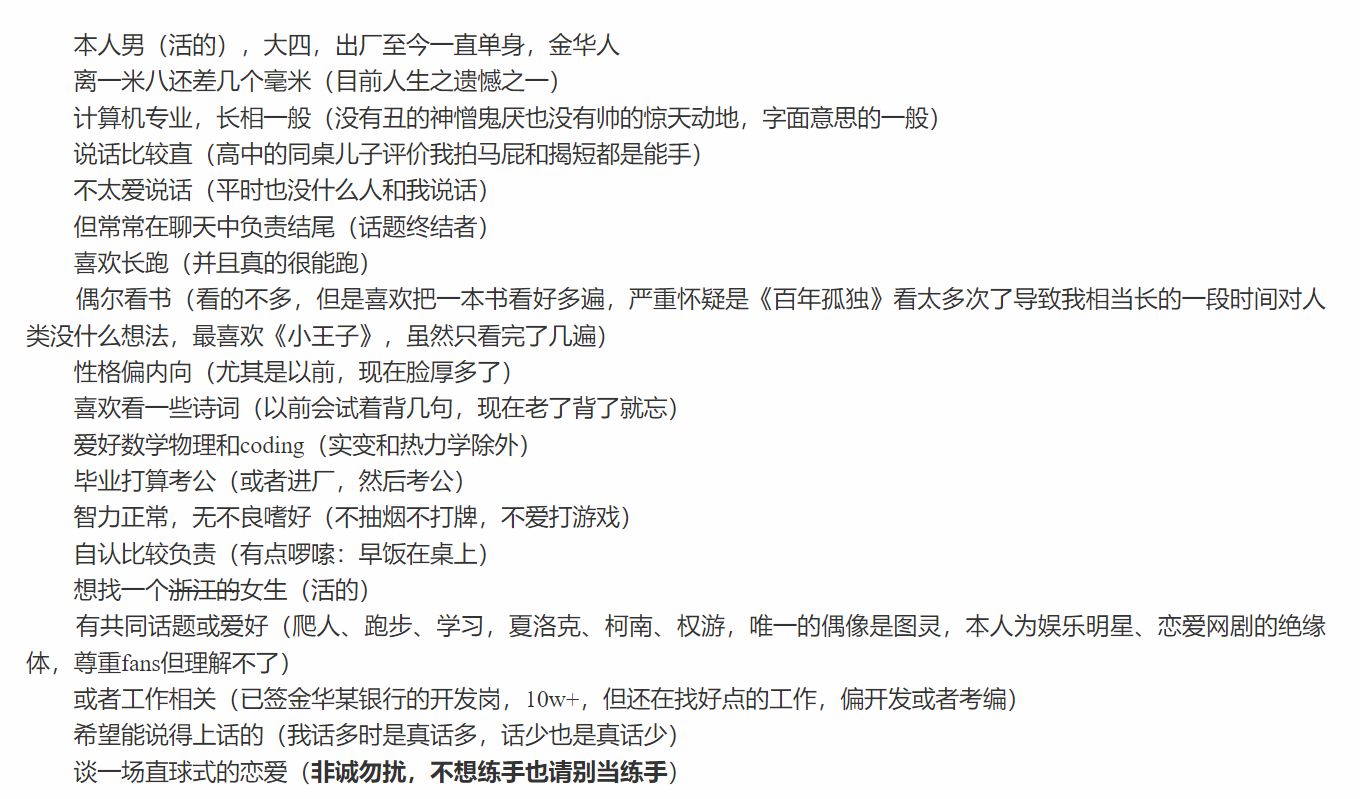 本人男（活的），大四，出厂至今一直单身，金华人
离一米八还差几个毫米（目前人生之遗憾之一）
计算机专业，长相一般（没有丑的神憎鬼厌也没有帅的惊天动地，字面意思的一般）
说话比较直（高中的同桌儿子评价我拍马屁和揭短都是能手）
不太爱说话（平时也没什么人和我说话）
但常常在聊天中负责结尾（话题终结者）
喜欢长跑（并且真的很能跑）
偶尔看书（看的不多，但是喜欢把一本书看好多遍，严重怀疑是《百年孤独》看太多次了导致我相当长的一段时间对人
类没什么想法，最喜欢《小王子》，虽然只看完了几遍）
性格偏内向（尤其是以前，现在脸厚多了）
喜欢看一些诗词（以前会试着背几句，现在老了背了就忘）
爱好数学物理和coding（实变和热力学除外）
毕业打算考公（或者进厂，然后考公）
智力正常，无不良嗜好（不抽烟不打牌，不爱打游戏）
自认比较负责（有点啰嗦：早饭在桌上）
想找一个浙江的女生（活的）
有共同话题或爱好（爬人、跑步、学习，夏洛克、柯南、权游，唯一的偶像是图灵，本人为娱乐明星、恋爱网剧的绝缘
体，尊重fans但理解不了）
或者工作相关（已签金华某银行的开发岗，10w+，但还在找好点的工作，偏开发或者考编）
希望能说得上话的（我话多时是真话多，话少也是真话少）
谈一场直球式的恋爱（非诚勿扰，不想练手也请别当练手）